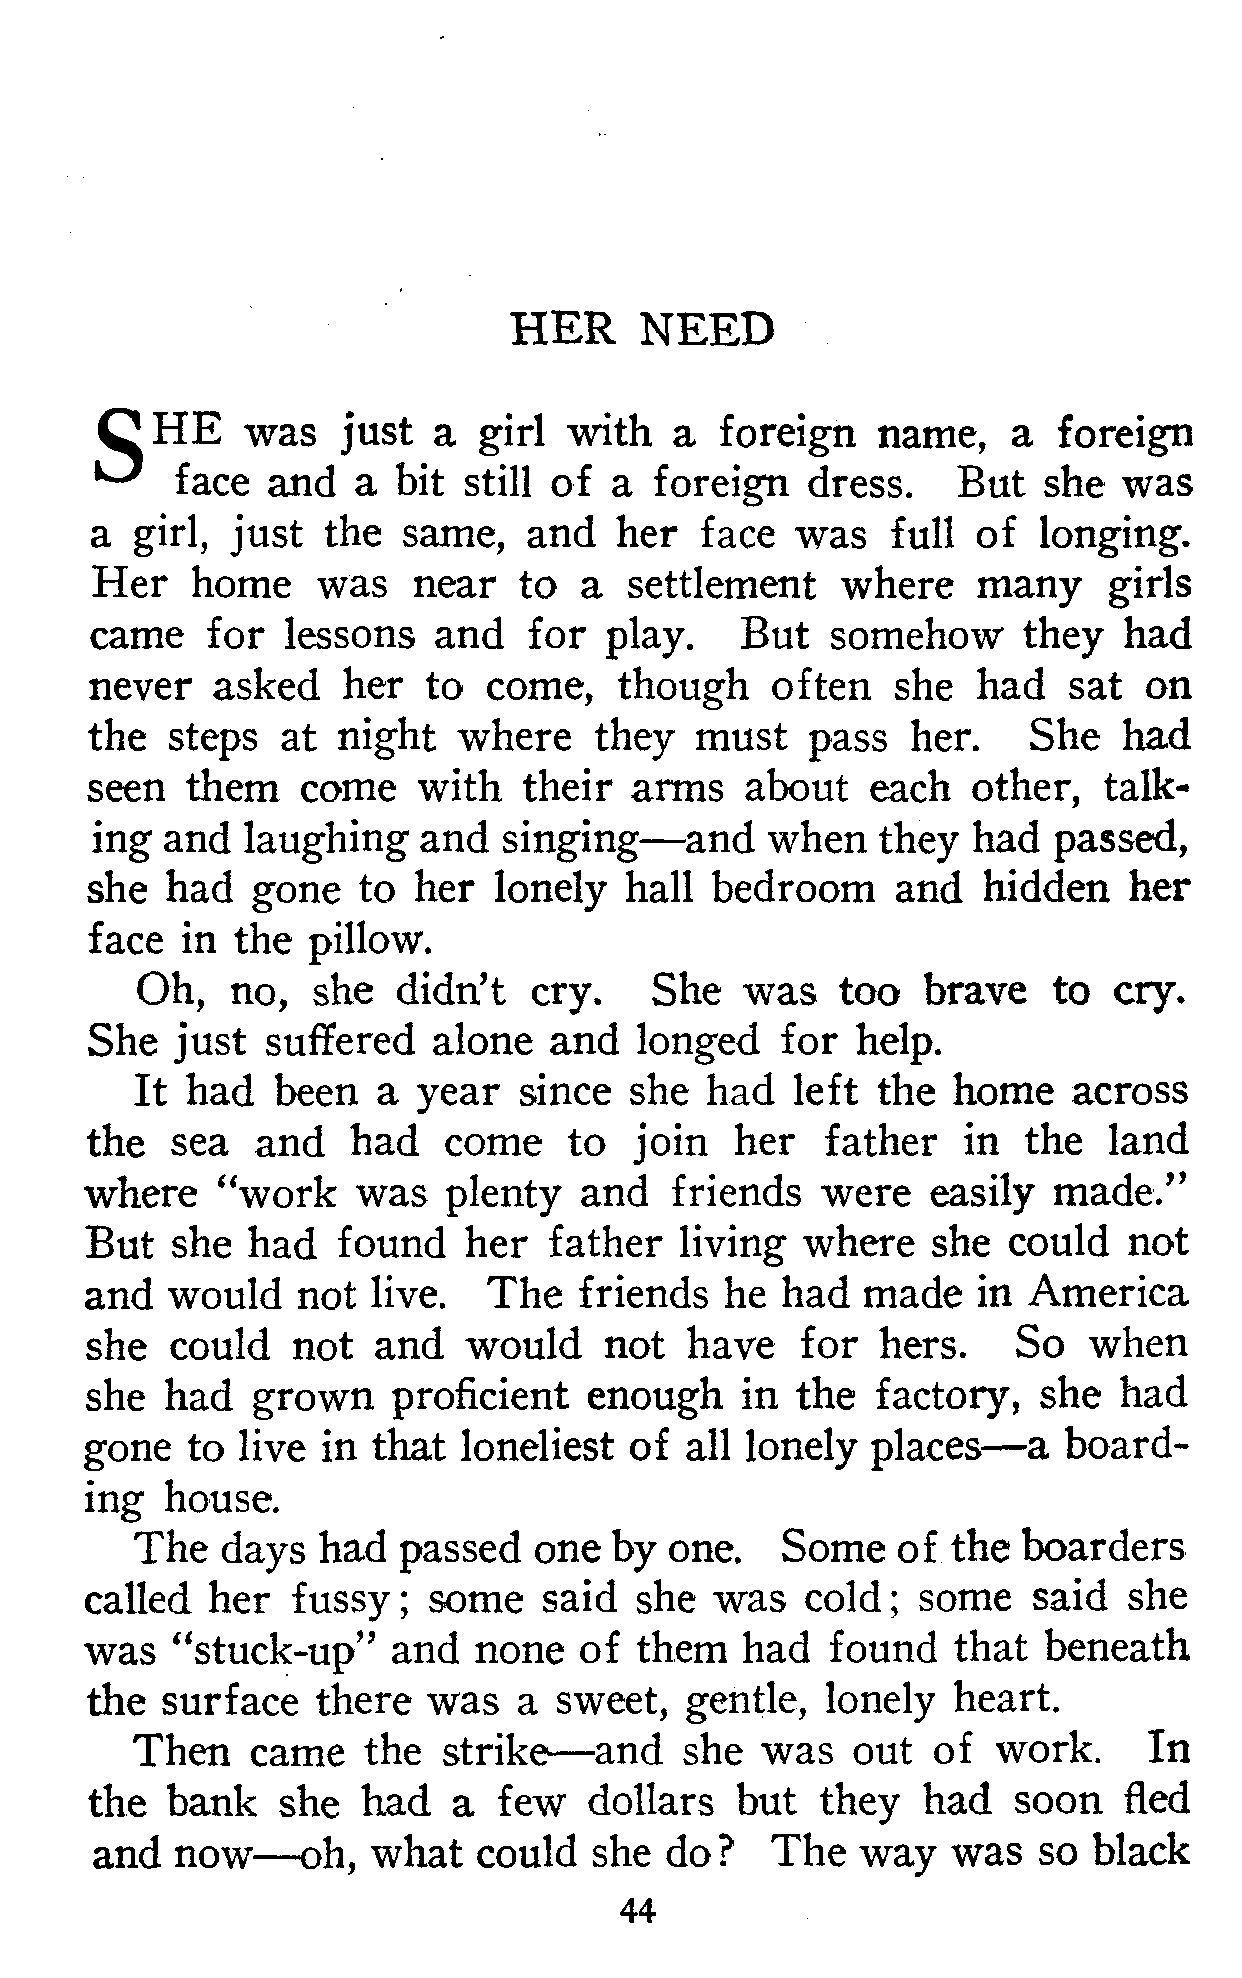 HER NEED
SHE was just a girl with a foreign name, a foreign
face and a bit still of a foreign dress. But she was
a girl, just the same, and her face was full of longing.
Her home was near to a settlement where many girls
came for lessons and for play. But somehow they had
never asked her to come, though often she had sat on
the steps at night where they must pass her. She had
seen them come with their arms about each other, talk-
ing and laughing and singing—and when they had passed,
she had gone to her lonely hall bedroom and hidden her
face in the pillow.
Oh, no, she didn't cry. She was too brave to cry.
She just suffered alone and longed for help.
It had been a year since she had left the home across
the sea and had come to join her father in the land
where "work was plenty and friends were easily made."
But she had found her father living where she could not
and would not live. The friends he had made in America
she could not and would not have for hers. So when
she had grown proficient enough in the factory, she had
gone to live in that loneliest of all lonely places—a board-
ing house.
The days had passed one by one. Some of the boarders
called her fussy; some said she was cold; some said she
was "stuck-up" and none of them had found that beneath
the surface there was a sweet, gentle, lonely heart.
Then came the strike—and she was out of work. In
the bank she had a few dollars but they had soon fled
and now—oh, what could she do? The way was so black
44